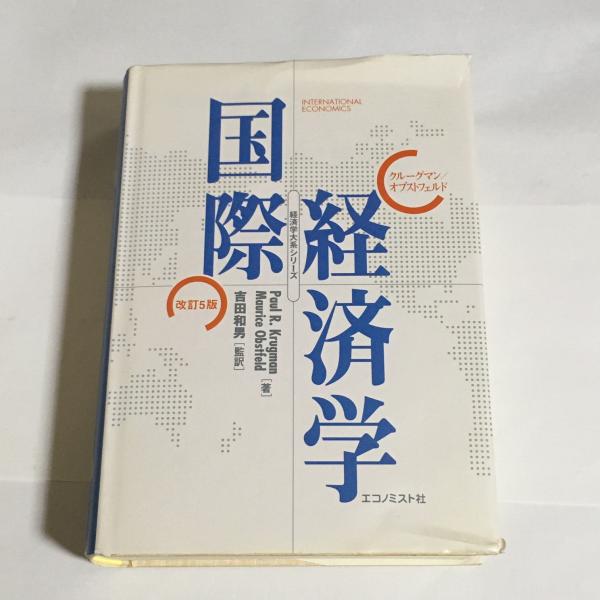 INTERNATIONAL
ECONOMICS
クルーグマン/
オブストフェルド
国際
経済学
経済学大系シリーズ
改訂5版
Paul R. Krugman
Maurice Obstfeld [著]
吉田和男 [監訳]
エコノミスト社